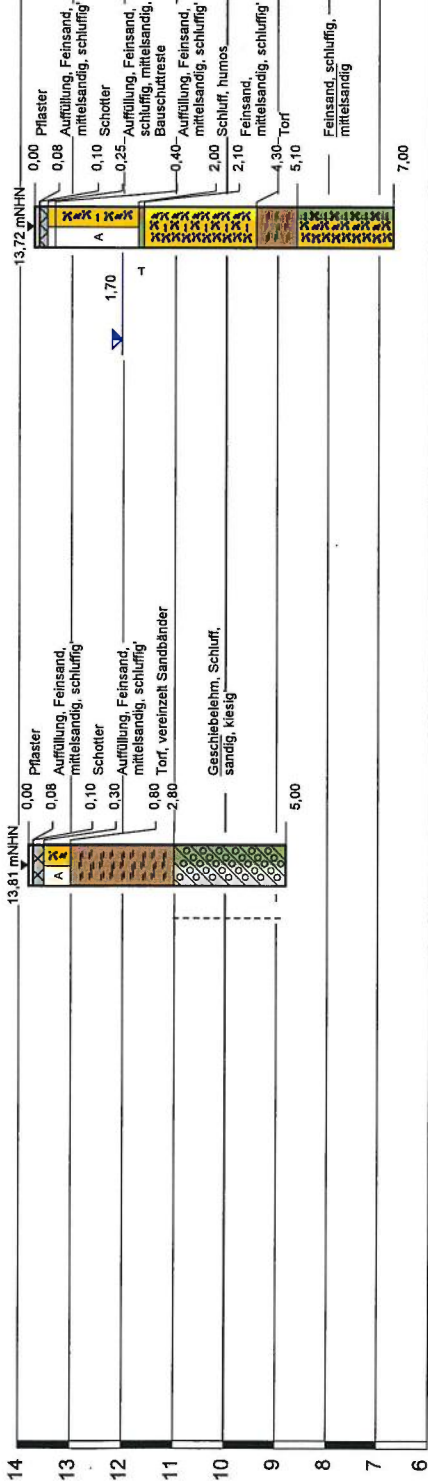 14
13
12
11
10
9
8
7
6
13,81 mNHN
0,00
Pflaster
0,08
Auffüllung, Feinsand,
mittelsandig, schluffig'
0,10
Schotter
0,30
Auffüllung, Feinsand,
mittelsandig, schluffig'
0,80
Torf, vereinzelt Sandbänder
2,80
Geschiebelehm, Schluff,
sandig, kiesig
5,00
A
13,72 mNHN
0,00
Pflaster
0,08
Auffüllung, Feinsand,
mittelsandig, schluffig'
0,10
Schotter
0,25
Auffüllung, Feinsand,
schluffig, mittelsandig,
Bauschuttreste
0,40
Auffüllung, Feinsand,
mittelsandig, schluffig'
2,00
Schluff, humos
2,10
Feinsand,
mittelsandig, schluffig'
4,30
Torf
5,10
Feinsand, schluffig,
mittelsandig
7,00
A
1,70